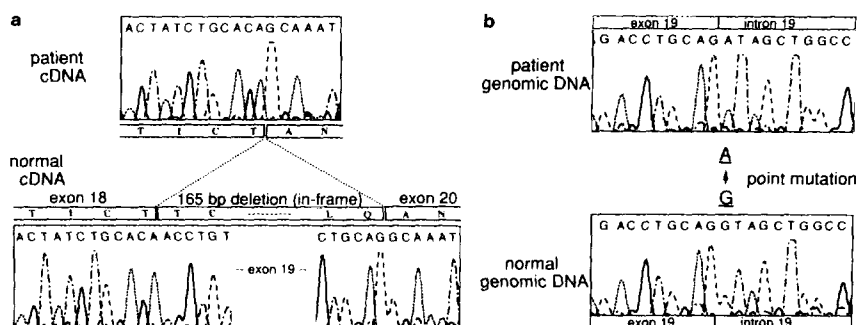 a
patient
cDNA
ACTATCTGCACAGCAAAT
T I C T A N
normal
cDNA
exon 18
165 bp deletion (in-frame)
exon 20
T I C T T C L Q A N
ACTATCTGCACAACCTGT
CTGCAGGCAAAT
exon 19
b
exon 19
intron 19
GACCTGCAGATAGCTGGCC
patient
genomic DNA
A
point mutation
G
GACCTGCAGGTAGCTGGCC
normal
genomic DNA
exon 19
intron 19